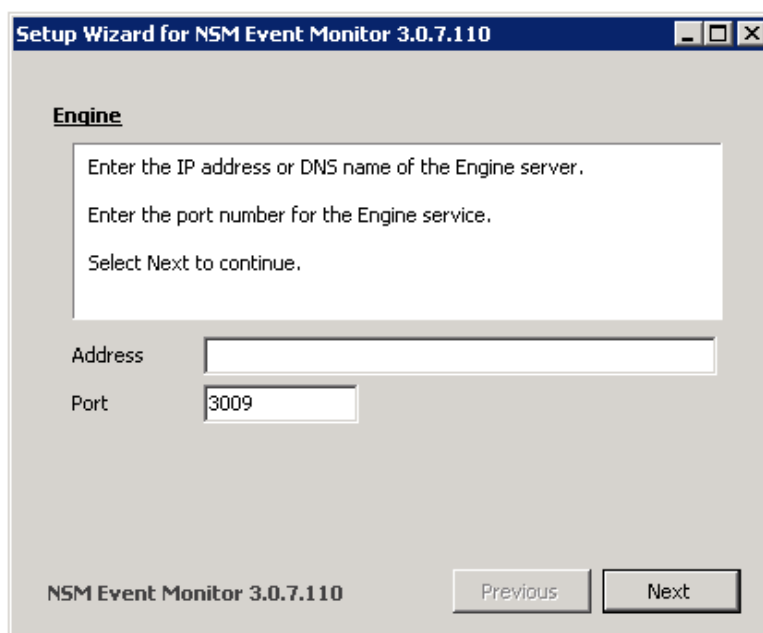 Setup Wizard for NSM Event Monitor 3.0.7.110
Engine
Enter the IP address or DNS name of the Engine server.
Enter the port number for the Engine service.
Select Next to continue.
Address
Port 3009
NSM Event Monitor 3.0.7.110 Previous Next